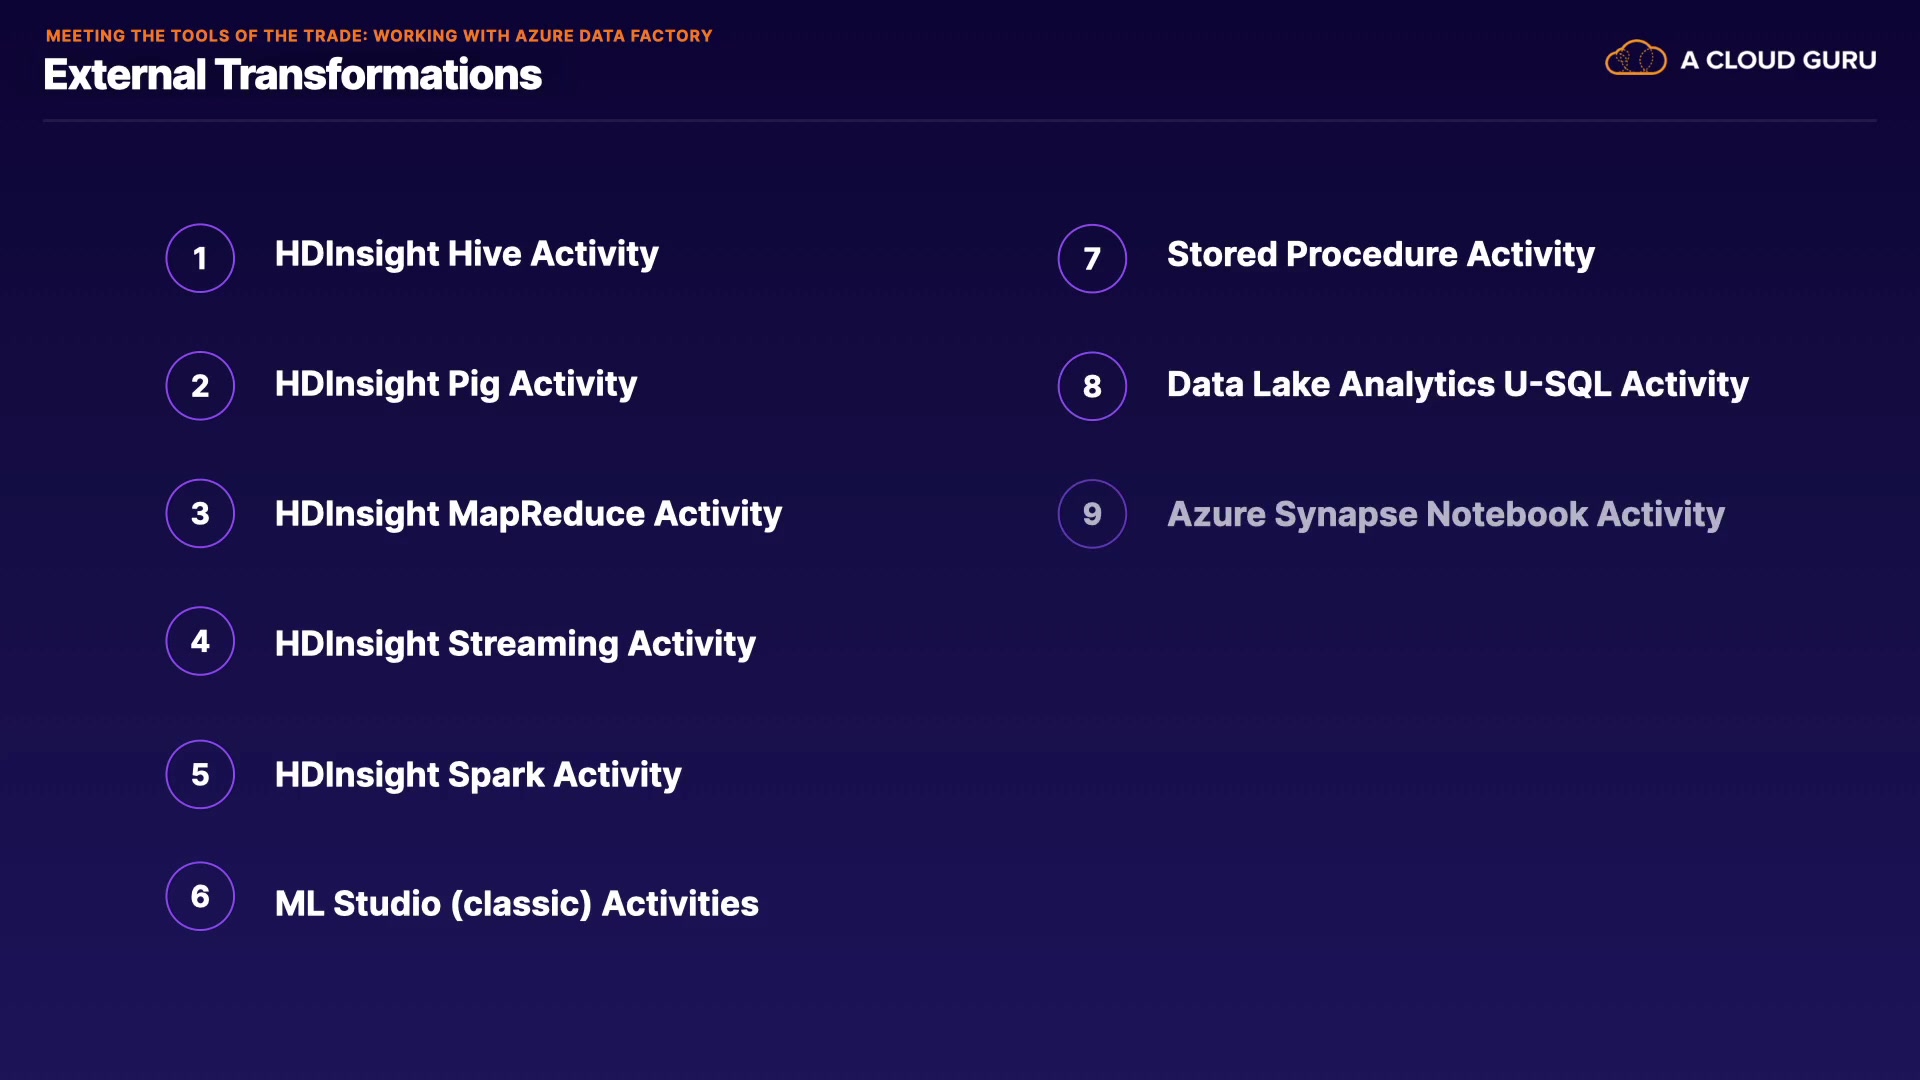 MEETING THE TOOLS OF THE TRADE: WORKING WITH AZURE DATA FACTORY
External Transformations
A CLOUD GURU
1 HDInsight Hive Activity
2 HDInsight Pig Activity
3 HDInsight MapReduce Activity
4 HDInsight Streaming Activity
5 HDInsight Spark Activity
6 ML Studio (classic) Activities
7 Stored Procedure Activity
8 Data Lake Analytics U-SQL Activity
9 Azure Synapse Notebook Activity